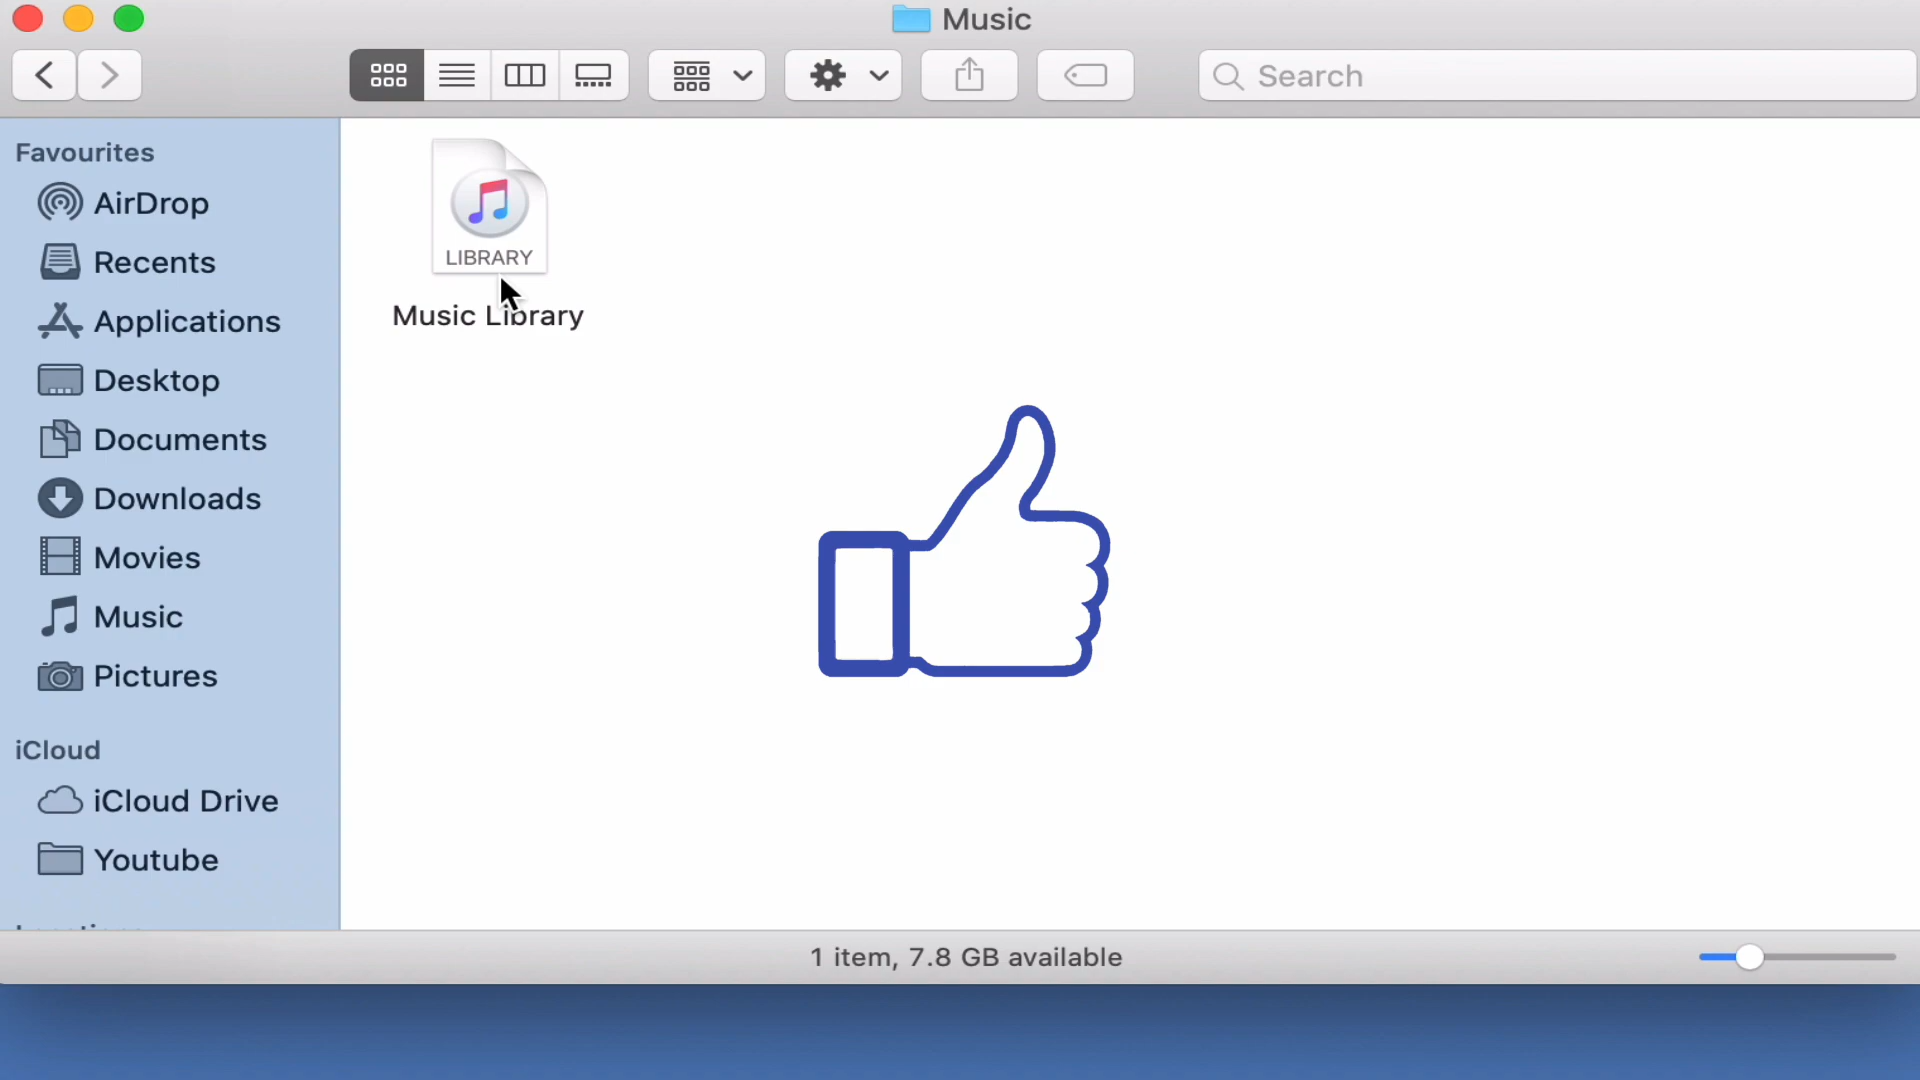 Music
Search
Favourites
AirDrop
Recents
Applications
Desktop
Documents
Downloads
Movies
Music
Pictures
iCloud
iCloud Drive
Youtube
LIBRARY
Music Library
1 item, 7.8 GB available